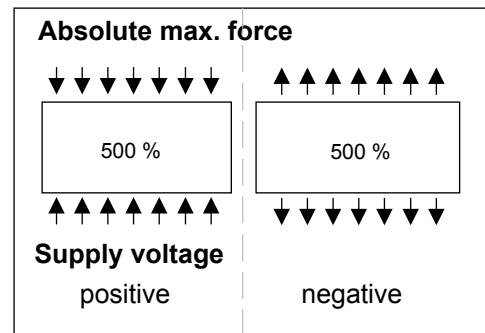 Absolute max. force
500 %
500 %
Supply voltage
positive
negative